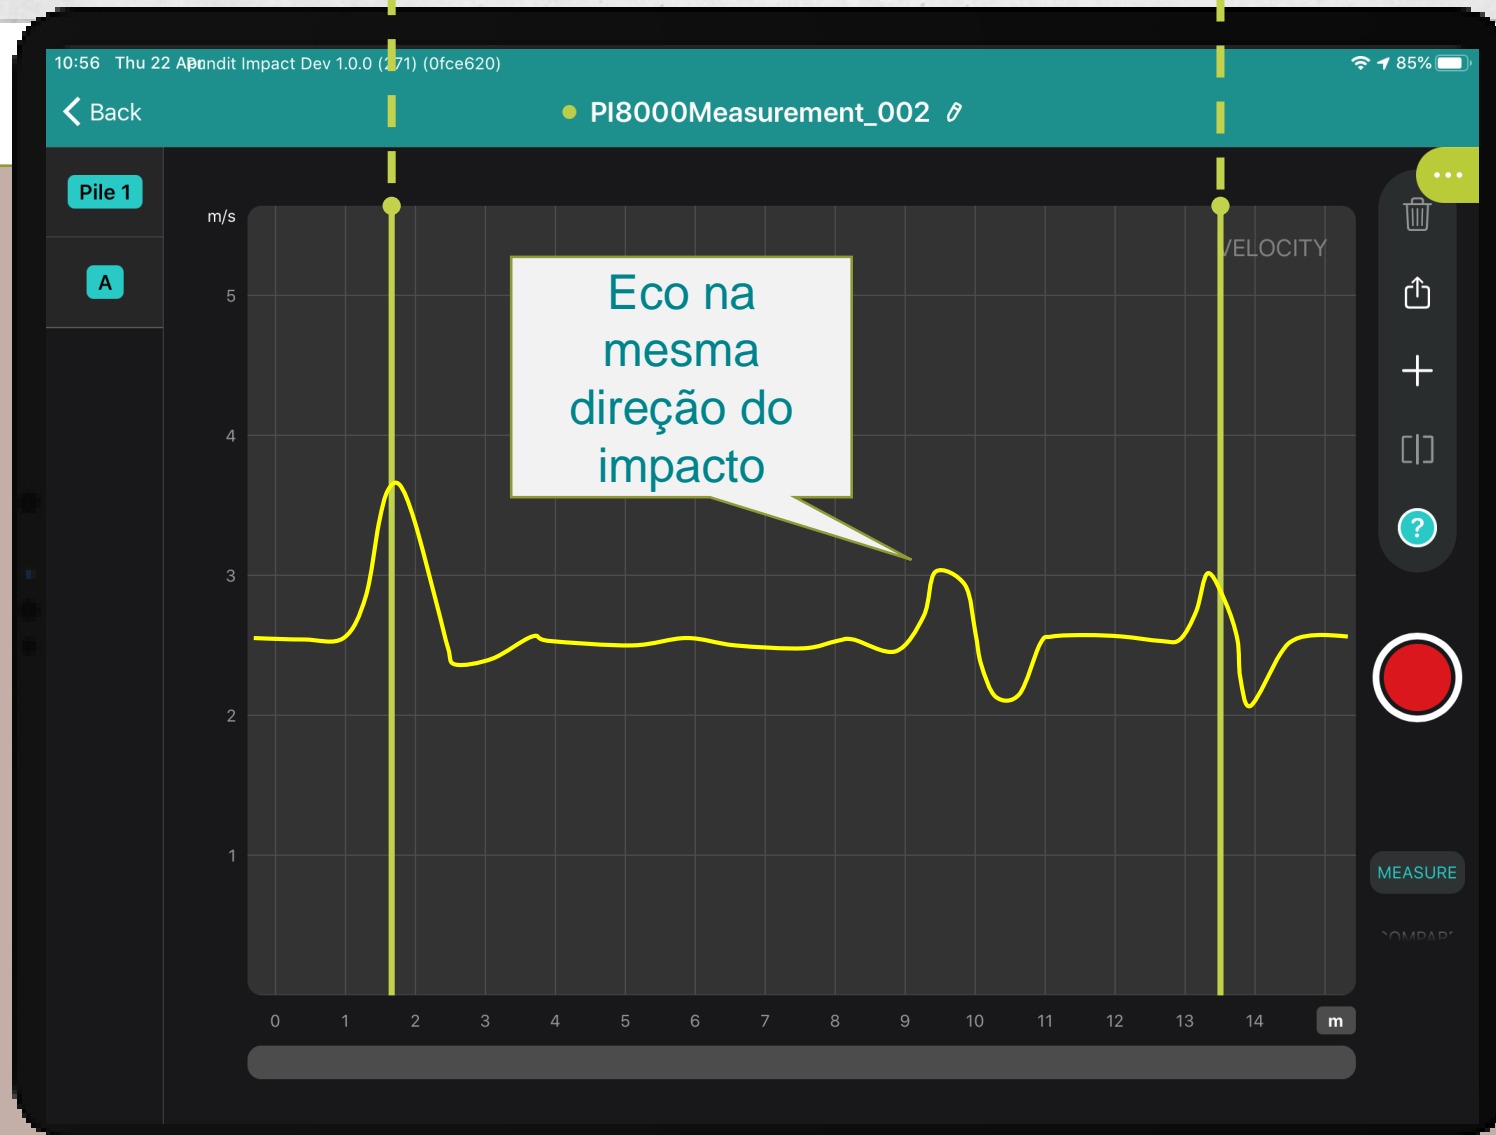 10:56 Thu 22 Apr
Pundit Impact Dev 1.0.0 (271) (0fce620)
85%
Back
PI8000Measurement_002
Pile 1
A
m/s
VELOCITY
Eco na
mesma
direção do
impacto
5
4
3
2
1
?
MEASURE
0 1 2 3 4 5 6 7 8 9 10 11 12 13 14 m